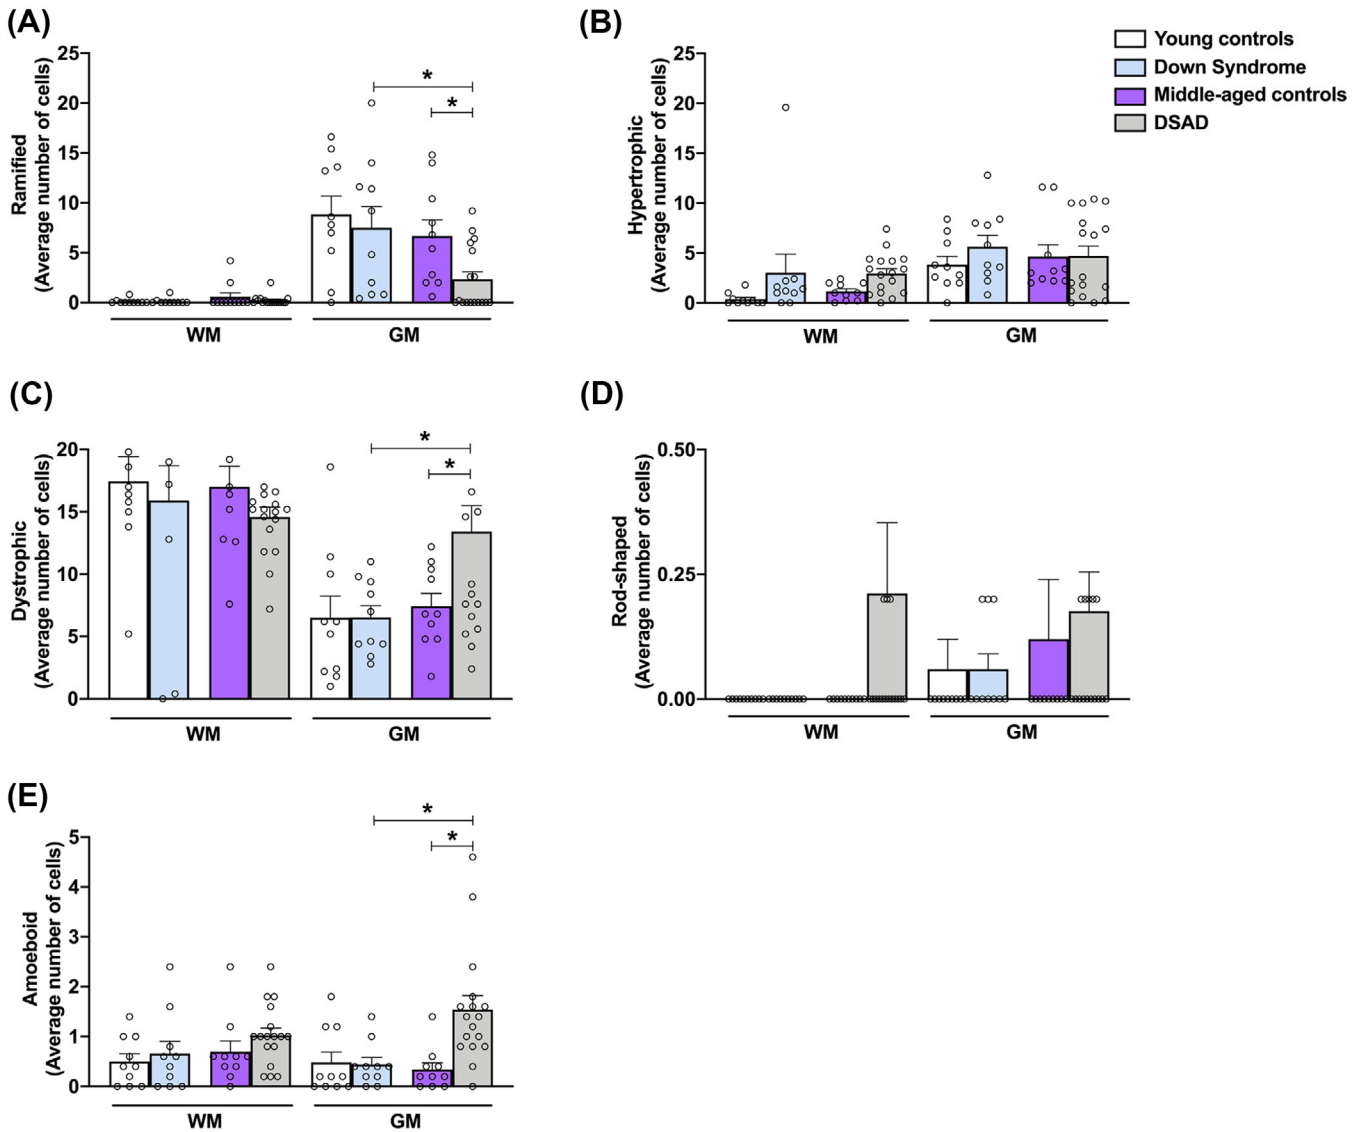 (A)
Ramified
(Average number of cells)
25
20
15
10
5
0
*
*
WM
GM
(B)
Hypertrophic
(Average number of cells)
25
20
15
10
5
0
WM
GM
Young controls
Down Syndrome
Middle-aged controls
DSAD
(C)
Dystrophic
(Average number of cells)
20
15
10
5
0
*
*
WM
GM
(D)
Rod-shaped
(Average number of cells)
0.50
0.25
0.00
WM
GM
(E)
Amoeboid
(Average number of cells)
5
4
3
2
1
0
*
*
WM
GM